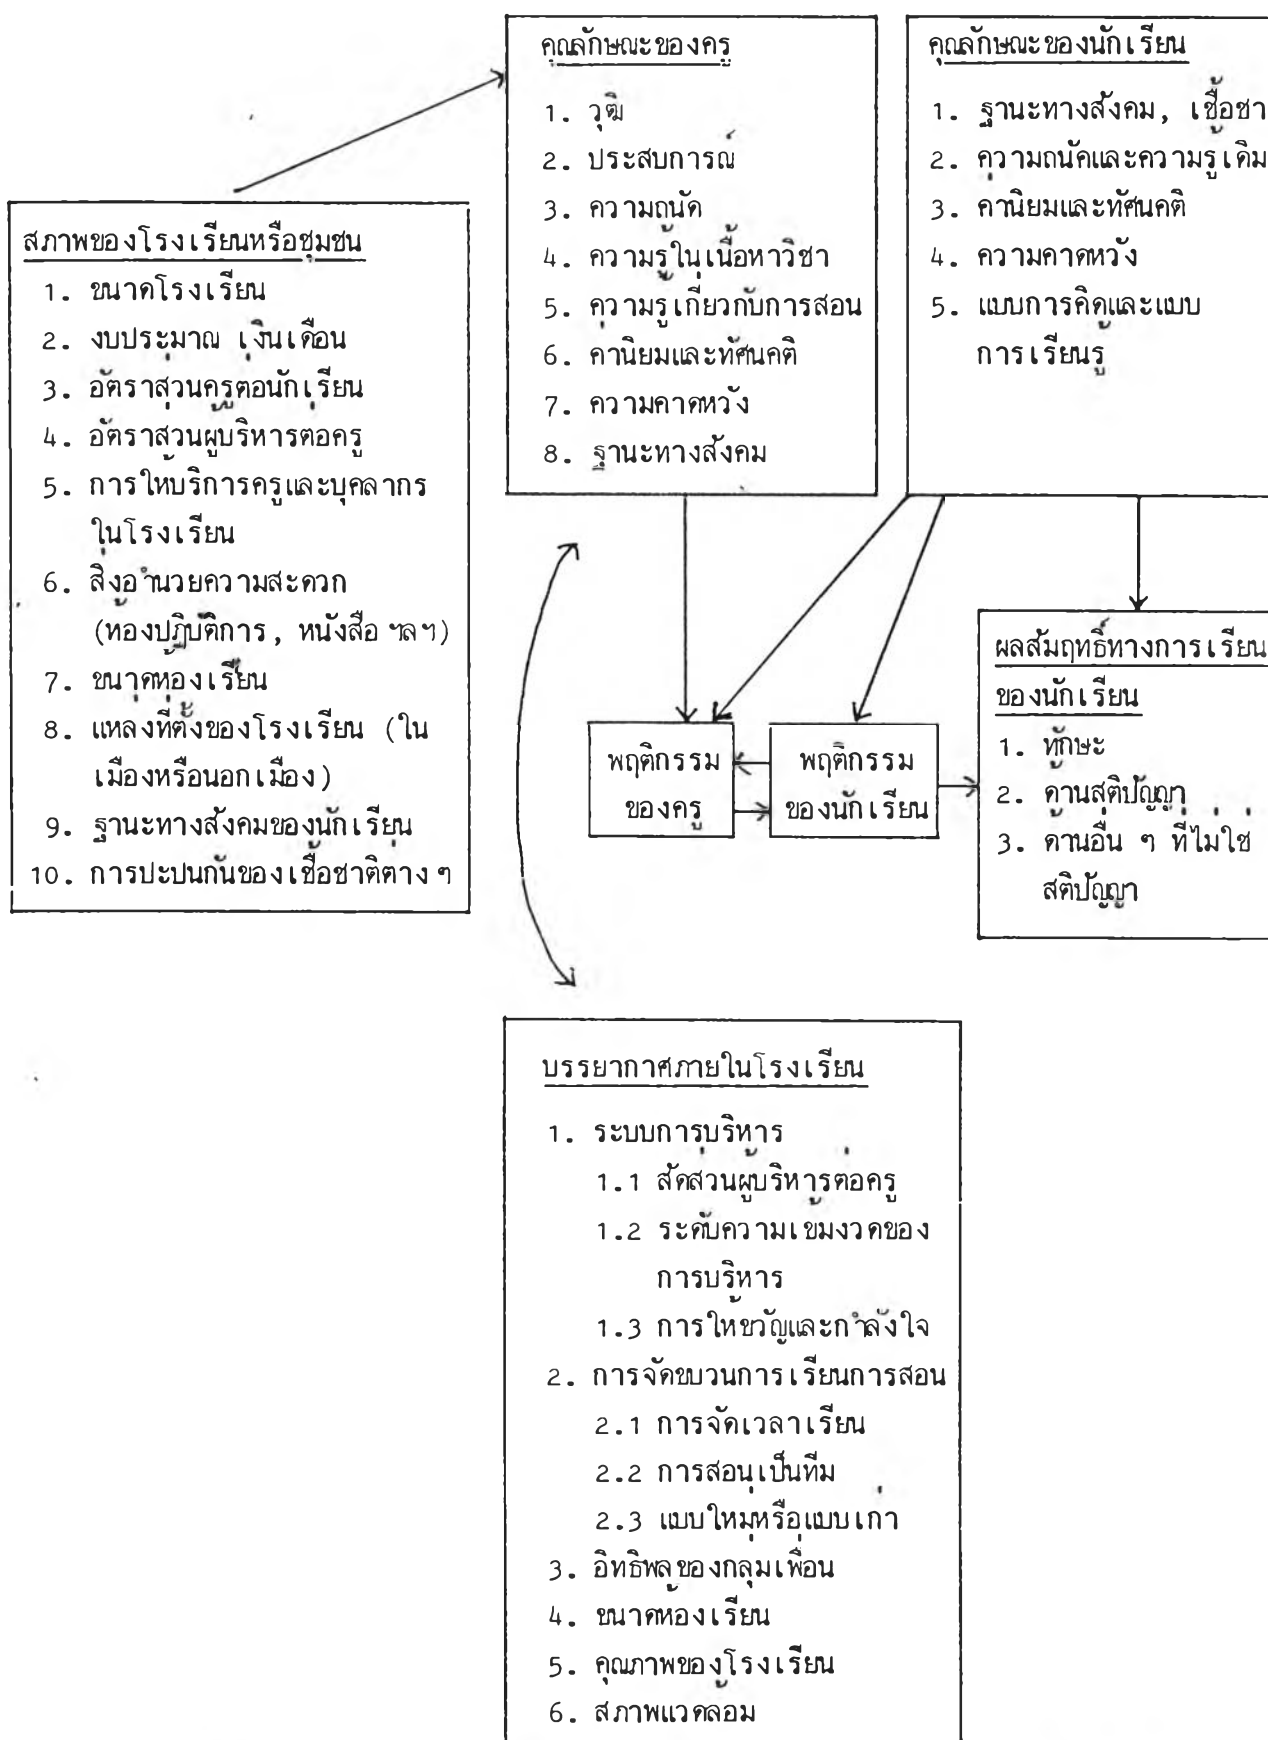 คุณลักษณะของครู
1. วุฒิ
2. ประสบการณ์
3. ความถนัด
4. ความรู้ในเนื้อหาวิชา
5. ความรู้เกี่ยวกับการสอน
6. ค่านิยมและทัศนคติ
7. ความคาดหวัง
8. ฐานะทางสังคม
คุณลักษณะของนักเรียน
1. ฐานะทางสังคม, เชื้อชา
2. ความถนัดและความรู้เดิม
3. ค่านิยมและทัศนคติ
4. ความคาดหวัง
5. แบบการคิดและแบบ
การเรียนรู้
สภาพของโรงเรียนหรือชุมชน
1. ขนาดโรงเรียน
2. งบประมาณ เงินเดือน
3. อัตราส่วนครูต่อนักเรียน
4. อัตราส่วนผู้บริหารต่อครู
5. การให้บริการครูและบุคลากร
ในโรงเรียน
6. สิ่งอำนวยความสะดวก
(ห้องปฏิบัติการ, หนังสือ ฯลฯ)
7. ขนาดห้องเรียน
8. แหล่งที่ตั้งของโรงเรียน (ใน
เมืองหรือนอกเมือง)
9. ฐานะทางสังคมของนักเรียน
10. การปะปนกันของเชื้อชาติต่างๆ
พฤติกรรม
ของครู
พฤติกรรม
ของนักเรียน
ผลสัมฤทธิ์ทางการเรียน
ของนักเรียน
1. ทักษะ
2. ด้านสติปัญญา
3. ด้านอื่น ๆ ที่ไม่ใช่
สติปัญญา
บรรยากาศภายในโรงเรียน
1. ระบบการบริหาร
1.1 สัดส่วนผู้บริหารต่อครู
1.2 ระดับความเข้มงวดของ
การบริหาร
1.3 การให้ขวัญและกำลังใจ
2. การจัดขบวนการเรียนการสอน
2.1 การจัดเวลาเรียน
2.2 การสอนเป็นทีม
2.3 แบบใหม่หรือแบบเก่า
3. อิทธิพลของกลุ่มเพื่อน
4. ขนาดห้องเรียน
5. คุณภาพของโรงเรียน
6. สภาพแวดล้อม